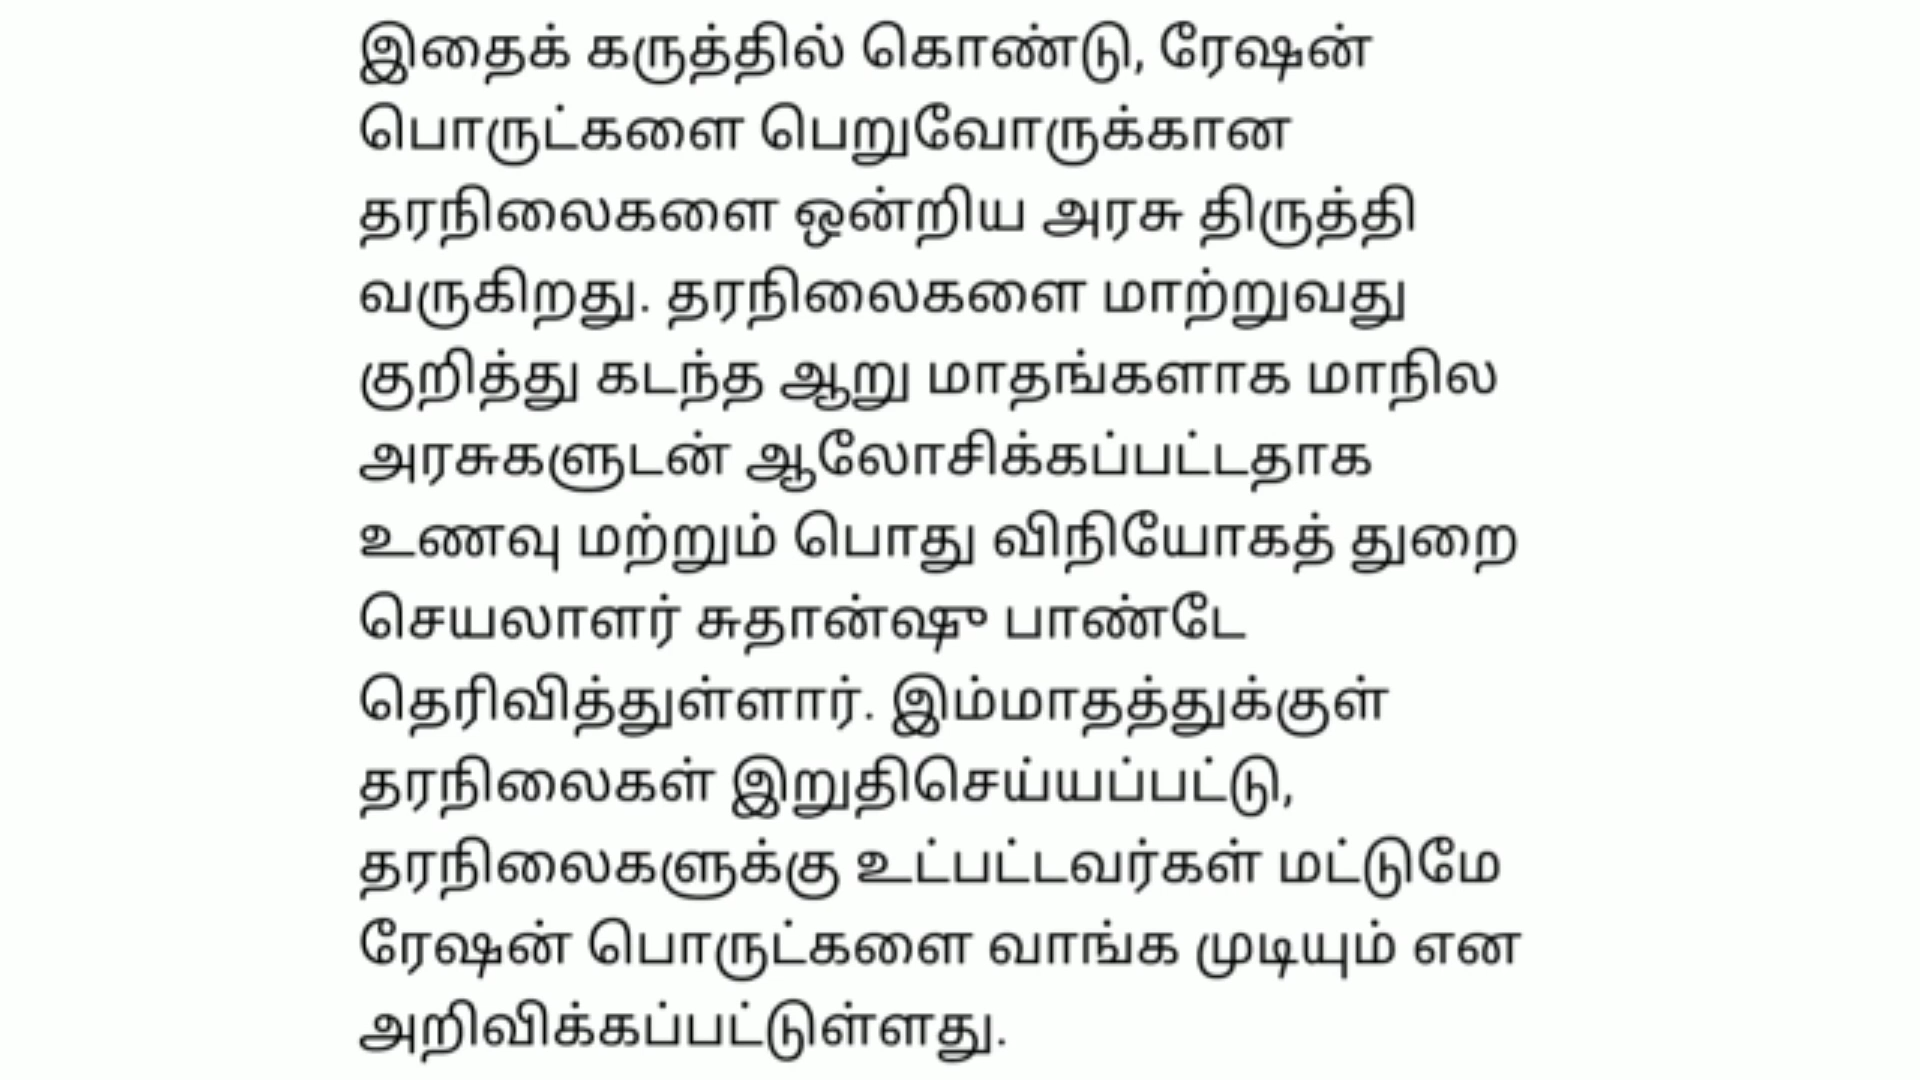 இதைக் கருத்தில் கொண்டு, ரேஷன்
பொருட்களை பெறுவோருக்கான
தரநிலைகளை ஒன்றிய அரசு திருத்தி
வருகிறது. தரநிலைகளை மாற்றுவது
குறித்து கடந்த ஆறு மாதங்களாக மாநில
அரசுகளுடன் ஆலோசிக்கப்பட்டதாக
உணவு மற்றும் பொது விநியோகத் துறை
செயலாளர் சுதான்ஷு பாண்டே
தெரிவித்துள்ளார். இம்மாதத்துக்குள்
தரநிலைகள் இறுதிசெய்யப்பட்டு,
தரநிலைகளுக்கு உட்பட்டவர்கள் மட்டுமே
ரேஷன் பொருட்களை வாங்க முடியும் என
அறிவிக்கப்பட்டுள்ளது.